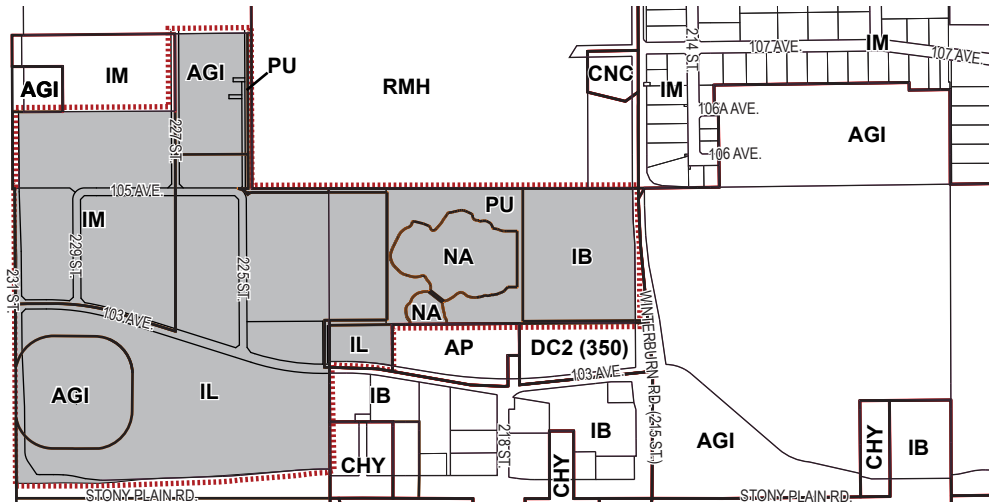 214 ST.
107 AVE.
IM
107 AVE.
AGI
IM
AGI
PU
RMH
CNC
IM
106A AVE.
AGI
106 AVE.
227 ST.
105 AVE.
IM
229 ST.
225 ST.
231 ST.
PU
NA
NA
IB
103 AVE.
WINTERBURN RD. (215 ST.)
IL
AP
DC2 (350)
103 AVE.
AGI
IL
IB
218 ST.
IB
AGI
CHY
CHY
CHY
IB
STONY PLAIN RD.
STONY PLAIN RD.